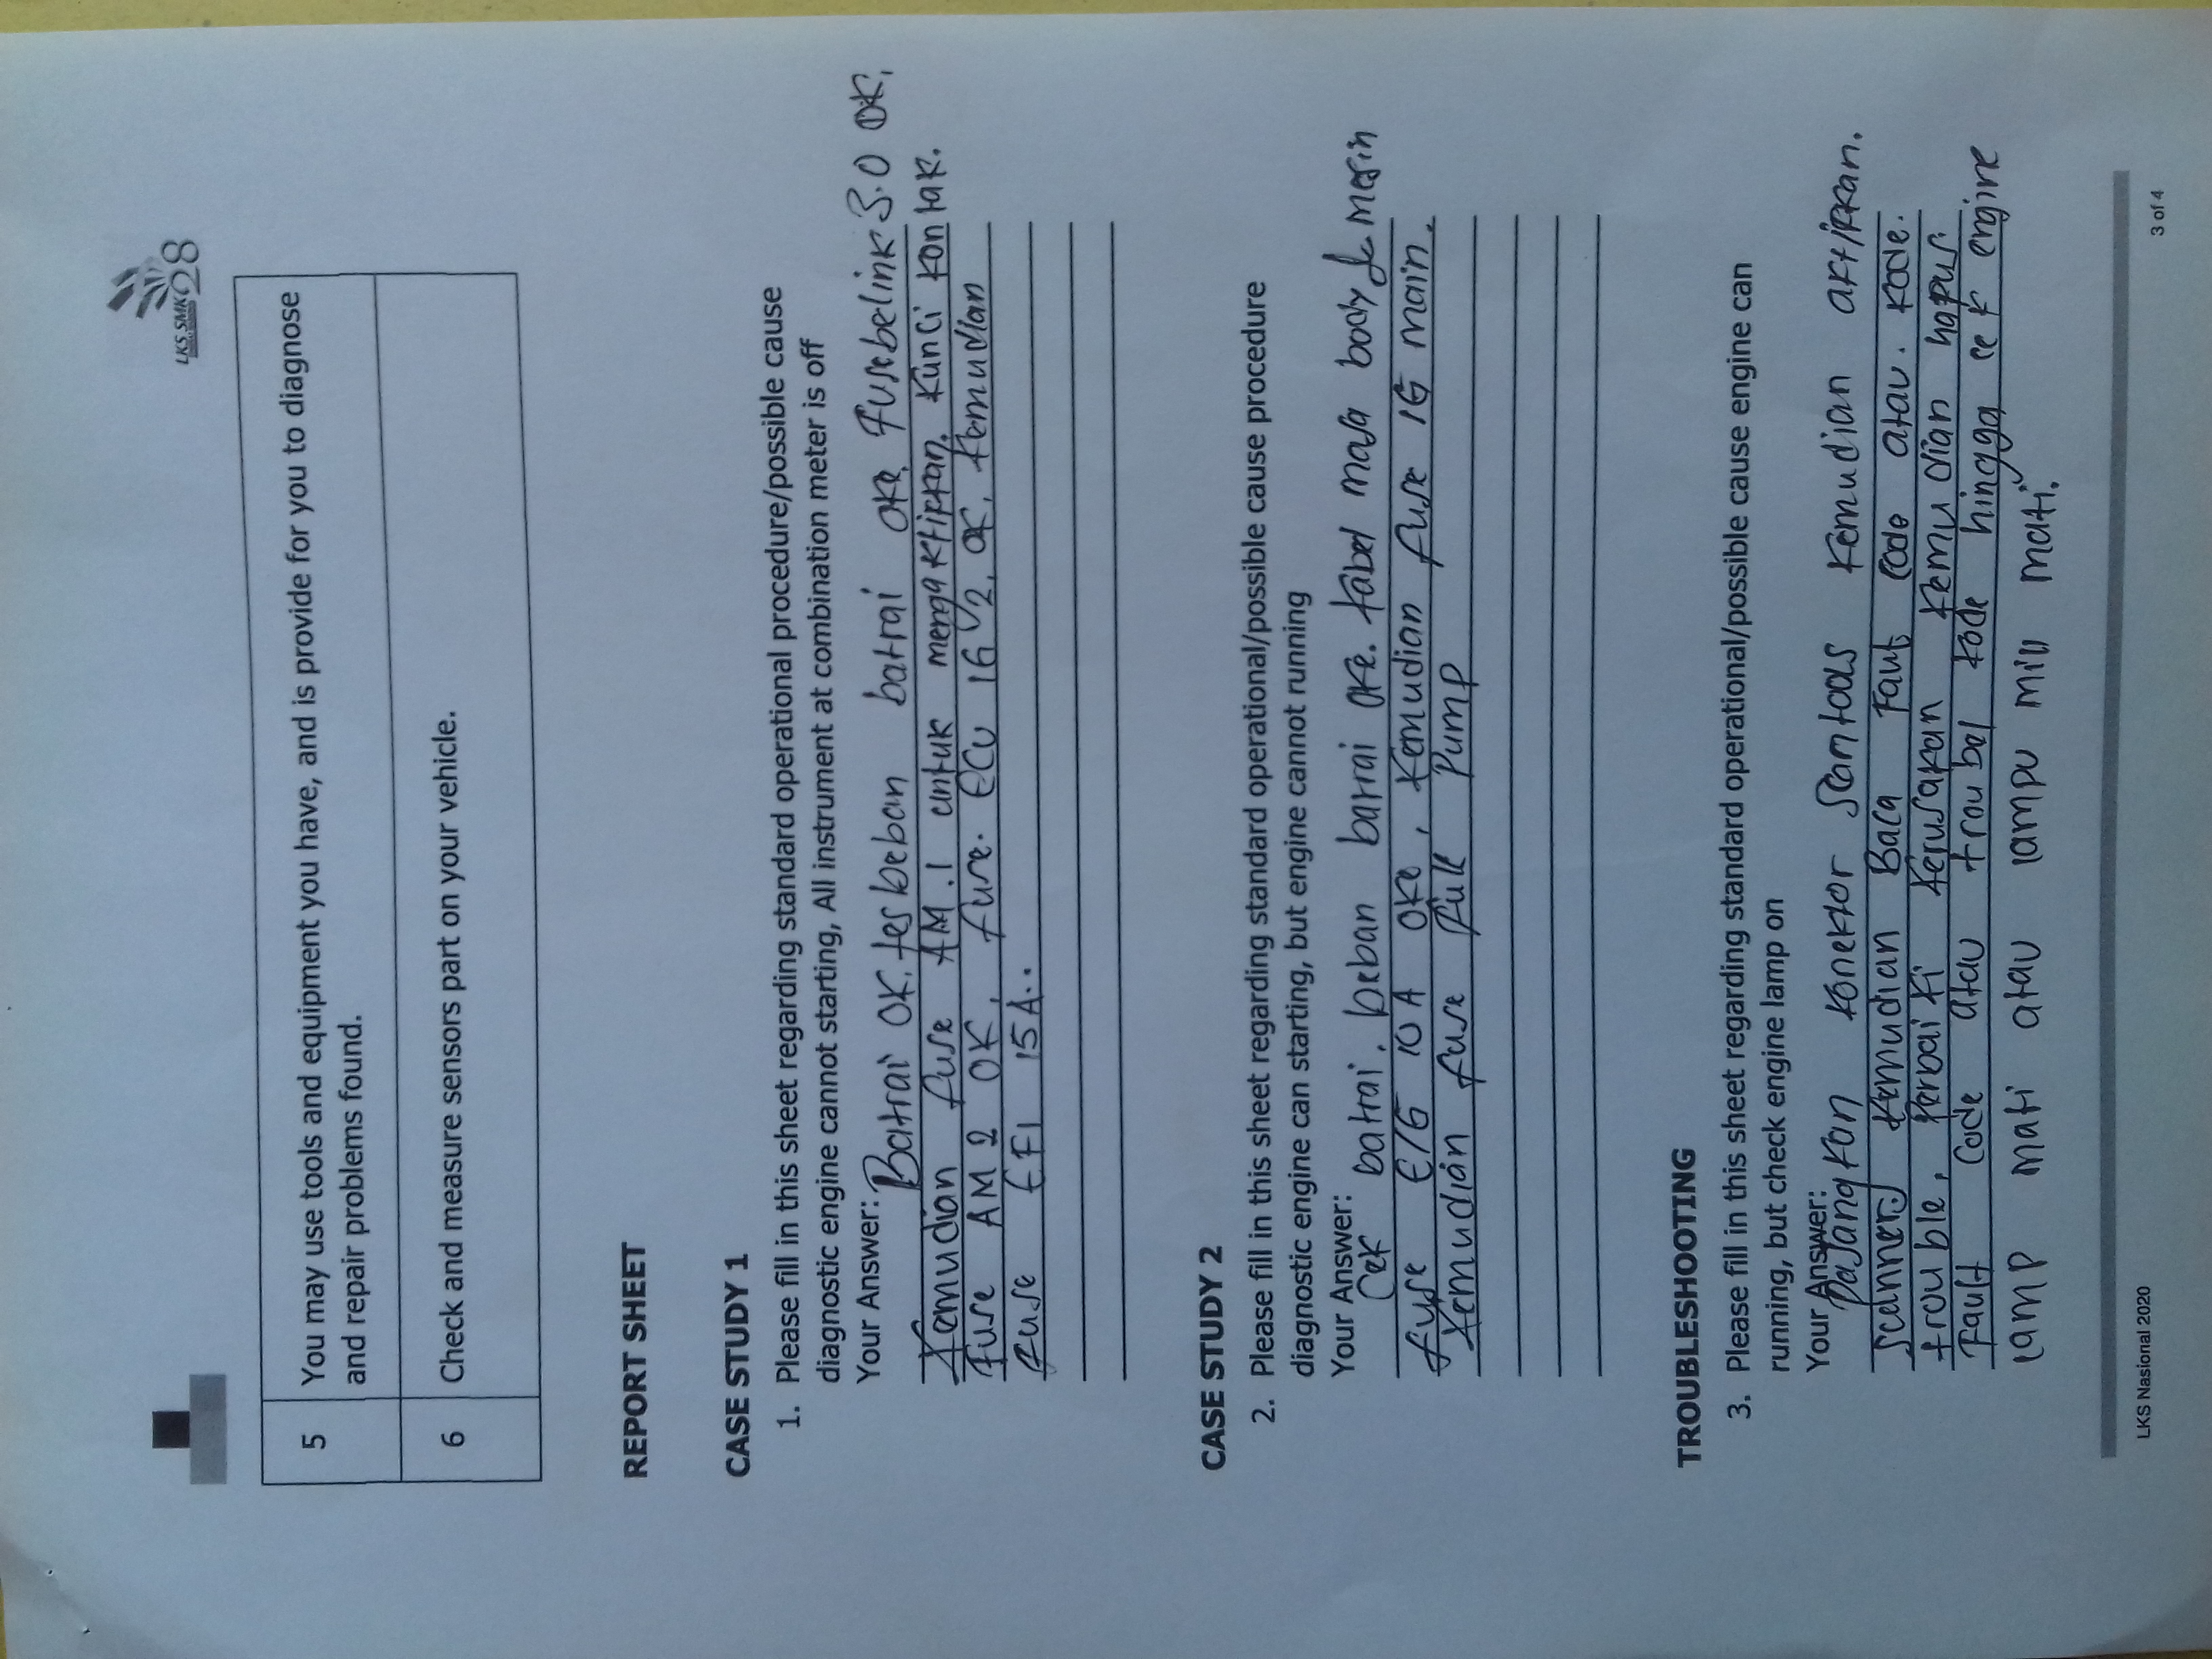 LKS SMK 28
5 You may use tools and equipment you have, and is provide for you to diagnose
and repair problems found.
6 Check and measure sensors part on your vehicle.
REPORT SHEET
CASE STUDY 1
1. Please fill in this sheet regarding standard operational procedure/possible cause
diagnostic engine cannot starting, All instrument at combination meter is off
Your Answer:
Batrai OK. tes beban batrai oke. Fusebelink 3.0 OK,
Kemudian fuse AM.1 untuk mengaktipkan. Kunci kontak.
Fuse AM 2 OK, fuse. ECU IG 2, OK, kemudian
fuse EFI 15 A..
CASE STUDY 2
2. Please fill in this sheet regarding standard operational/possible cause procedure
diagnostic engine can starting, but engine cannot running
Your Answer:
Cek batrai. beban batrai oke. kabel masa body & mesin
fuse E/G 10 A oke, kemudian fuse IG main.
kemudian fuse Pump
TROUBLESHOOTING
3. Please fill in this sheet regarding standard operational/possible cause engine can
running, but check engine lamp on
Your Answer:
Pasangkan konektor Scantools kemudian aktipkan.
Scanner kemudian Baca code atau. kode.
trouble, Perbaiki kerusakan kemudian hapus
Fault Code atau troubel kode hingga cek engine
lamp mati atau lampu mill mati.
LKS Nasional 2020
3 of 4